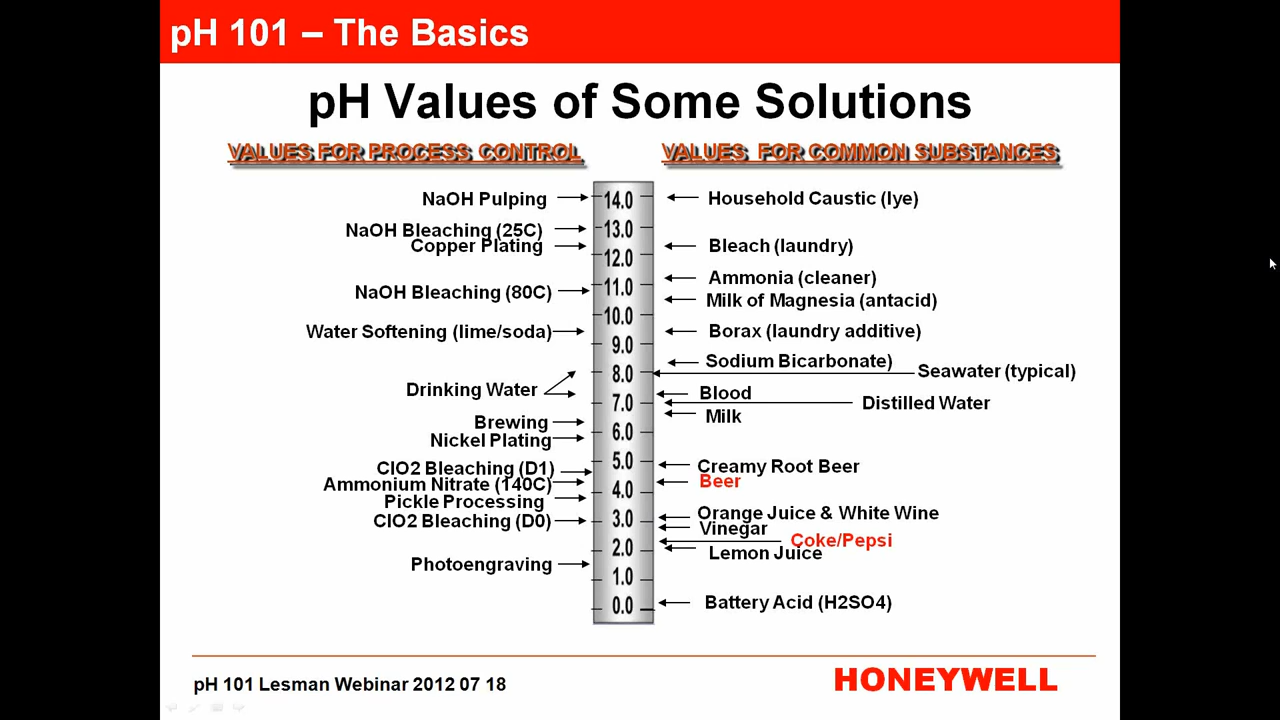 pH 101 – The Basics
pH Values of Some Solutions
VALUES FOR PROCESS CONTROL
VALUES FOR COMMON SUBSTANCES
NaOH Pulping
NaOH Bleaching (25C)
Copper Plating
NaOH Bleaching (80C)
Water Softening (lime/soda)
Drinking Water
Brewing
Nickel Plating
ClO2 Bleaching (D1)
Ammonium Nitrate (140C)
Pickle Processing
ClO2 Bleaching (D0)
Photoengraving
14.0
13.0
12.0
11.0
10.0
9.0
8.0
7.0
6.0
5.0
4.0
3.0
2.0
1.0
0.0
Household Caustic (lye)
Bleach (laundry)
Ammonia (cleaner)
Milk of Magnesia (antacid)
Borax (laundry additive)
Sodium Bicarbonate)
Seawater (typical)
Blood
Distilled Water
Milk
Creamy Root Beer
Beer
Orange Juice & White Wine
Vinegar
Coke/Pepsi
Lemon Juice
Battery Acid (H2SO4)
pH 101 Lesman Webinar 2012 07 18
HONEYWELL